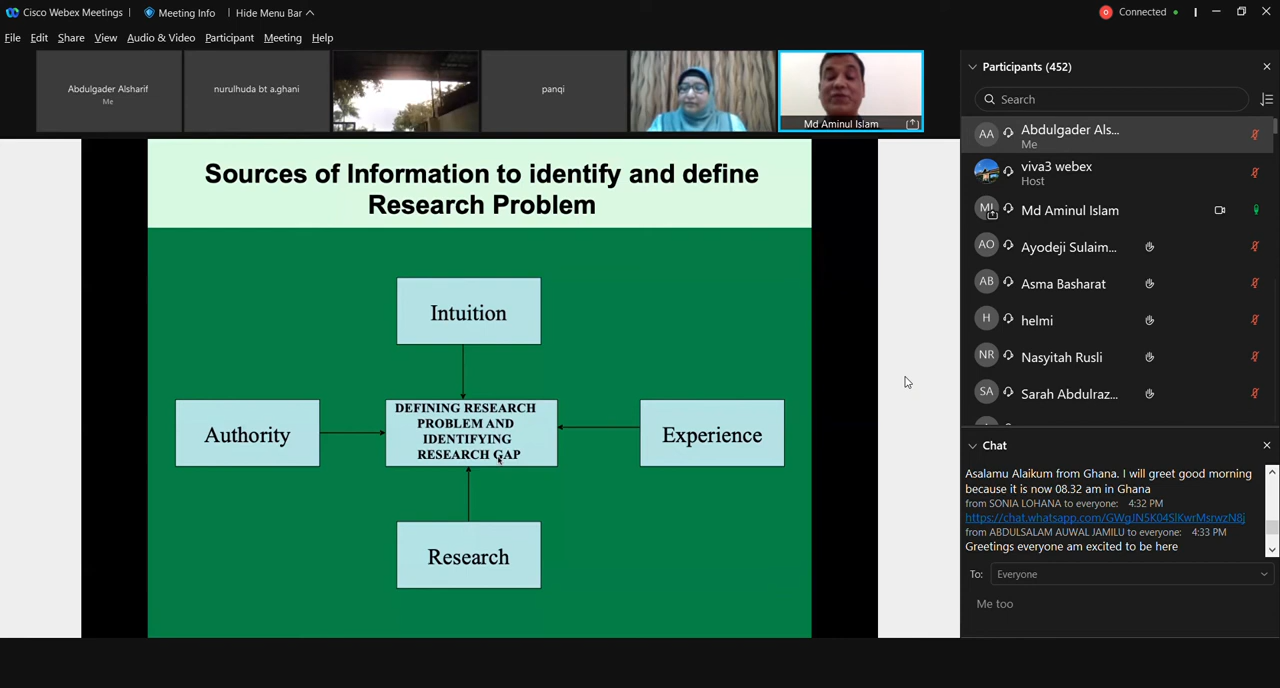 Cisco Webex Meetings
Meeting Info
Hide Menu Bar
Connected
File Edit Share View Audio & Video Participant Meeting Help
Abdulgader Alsharif
Me
nurulhuda bt a.ghani
panqi
Md Aminul Islam
Sources of Information to identify and define
Research Problem
Intuition
Authority
DEFINING RESEARCH
PROBLEM AND
IDENTIFYING
RESEARCH GAP
Experience
Research
Participants (452)
Search
AA
Abdulgader Als...
Me
viva3 webex
Host
MI
Md Aminul Islam
AO
Ayodeji Sulaim...
AB
Asma Basharat
H
helmi
NR
Nasyitah Rusli
SA
Sarah Abdulraz...
Chat
Asalamu Alaikum from Ghana. I will greet good morning
because it is now 08.32 am in Ghana
from SONIA LOHANA to everyone: 4:32 PM
https://chat.whatsapp.com/GWgJN5K04SlKwrMsrwzN8j
from ABDULSALAM AUWAL JAMILU to everyone: 4:33 PM
Greetings everyone am excited to be here
To: Everyone
Me too